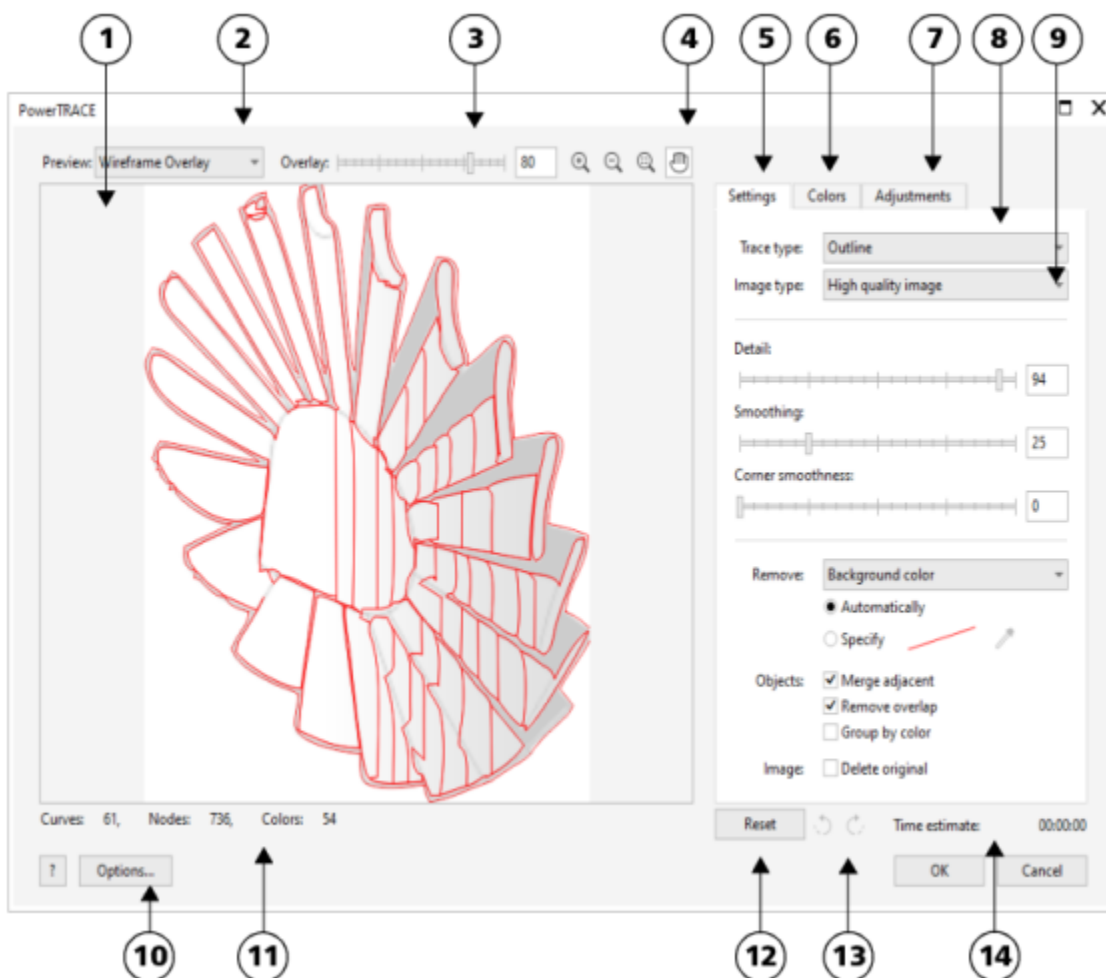 1 2 3 4 5 6 7 8 9
PowerTRACE
Preview: Wireframe Overlay Overlay: 80
Settings Colors Adjustments
Trace type: Outline
Image type: High quality image
Detail:
94
Smoothing:
25
Corner smoothness:
0
Remove: Background color
Automatically
Specify
Objects: Merge adjacent
Remove overlap
Group by color
Image: Delete original
Curves: 61, Nodes: 736, Colors: 54
Reset Time estimate: 00:00:00
? Options... OK Cancel
10 11 12 13 14